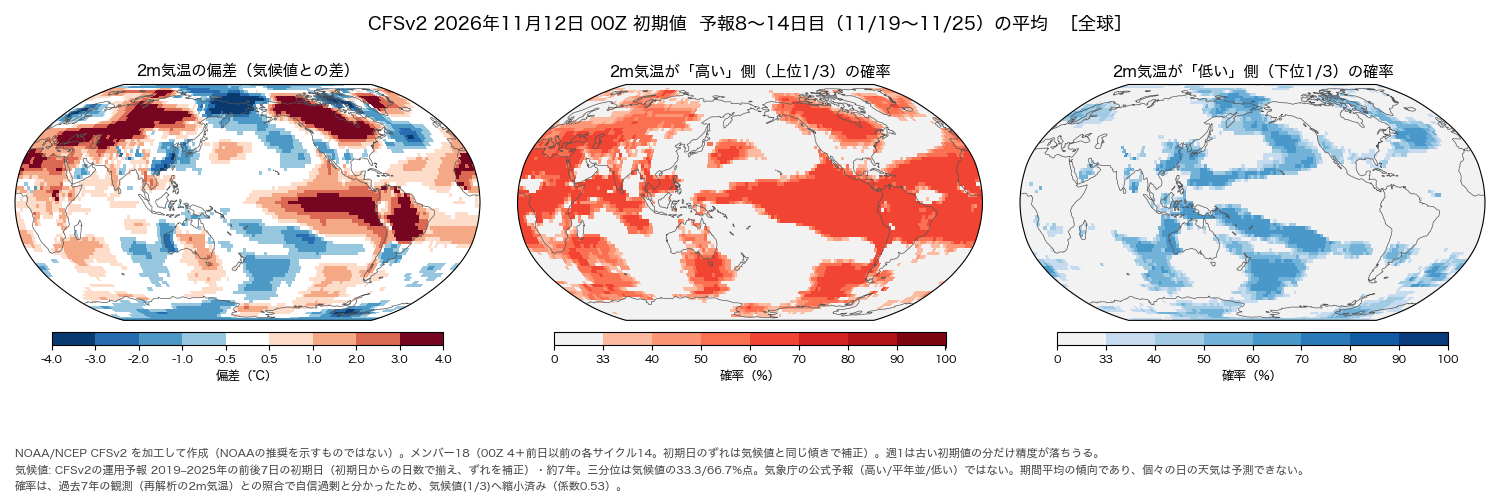 CFSv2 2026年11月12日 00Z 初期値  予報8〜14日目（11/19〜11/25）の平均  ［全球］
2m気温の偏差（気候値との差）
2m気温が「高い」側（上位1/3）の確率
2m気温が「低い」側（下位1/3）の確率
-4.0 -3.0 -2.0 -1.0 -0.5 0.5 1.0 2.0 3.0 4.0
偏差（℃）
0 33 40 50 60 70 80 90 100
確率（%）
0 33 40 50 60 70 80 90 100
確率（%）
NOAA/NCEP CFSv2 を加工して作成（NOAAの推奨を示すものではない）。メンバー18（00Z 4＋前日以前の各サイクル14。初期日のずれは気候値と同じ傾きで補正）。週1は古い初期値の分だけ精度が落ちうる。
気候値: CFSv2の運用予報 2019–2025年の前後7日の初期日（初期日からの日数で揃え、ずれを補正）・約7年。三分位は気候値の33.3/66.7%点。気象庁の公式予報（高い/平年並/低い）ではない。期間平均の傾向であり、個々の日の天気は予測できない。
確率は、過去7年の観測（再解析の2m気温）との照合で自信過剰と分かったため、気候値(1/3)へ縮小済み（係数0.53）。